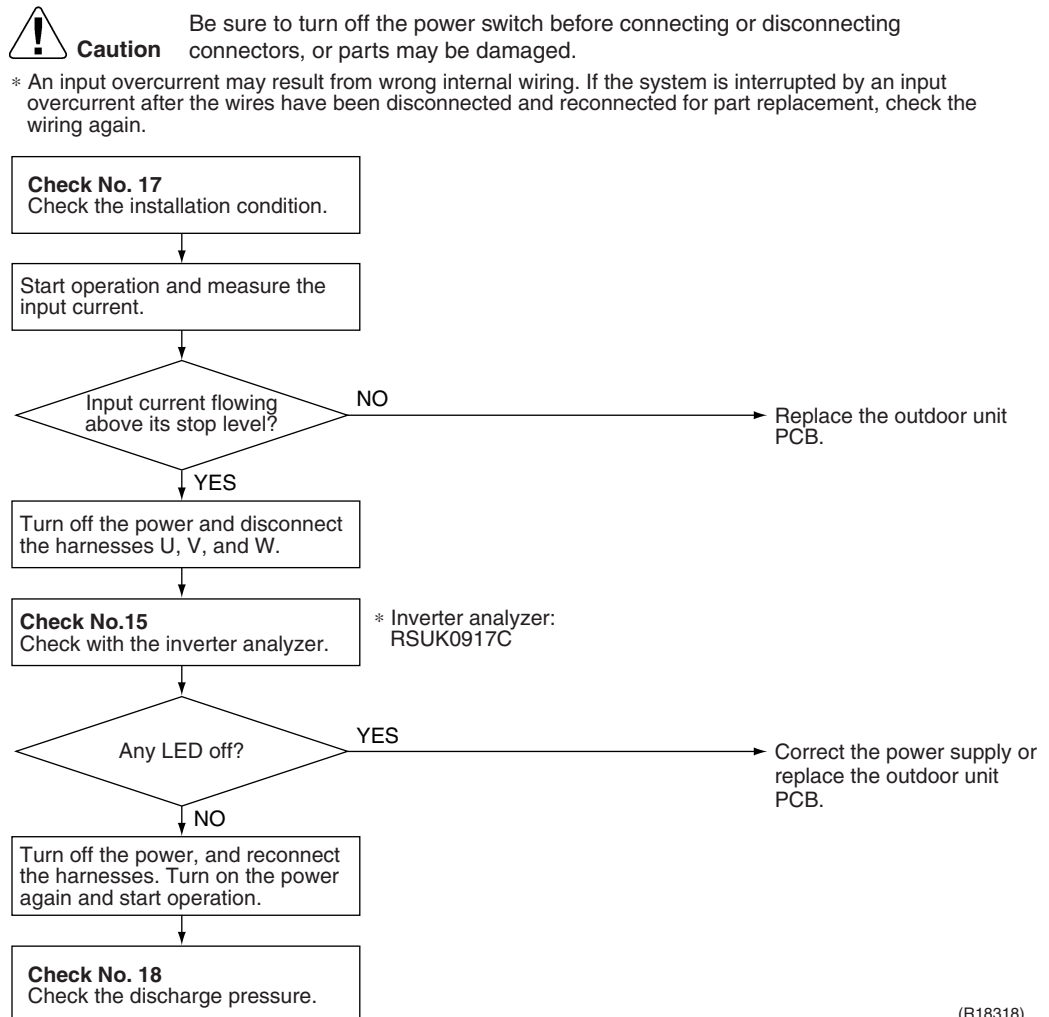 Be sure to turn off the power switch before connecting or disconnecting
Caution connectors, or parts may be damaged.
* An input overcurrent may result from wrong internal wiring. If the system is interrupted by an input
overcurrent after the wires have been disconnected and reconnected for part replacement, check the
wiring again.
Check No. 17
Check the installation condition.
Start operation and measure the
input current.
Input current flowing
above its stop level?
NO
Replace the outdoor unit
PCB.
YES
Turn off the power and disconnect
the harnesses U, V, and W.
Check No.15
Check with the inverter analyzer.
* Inverter analyzer:
RSUK0917C
Any LED off?
YES
Correct the power supply or
replace the outdoor unit
PCB.
NO
Turn off the power, and reconnect
the harnesses. Turn on the power
again and start operation.
Check No. 18
Check the discharge pressure.
(R18318)